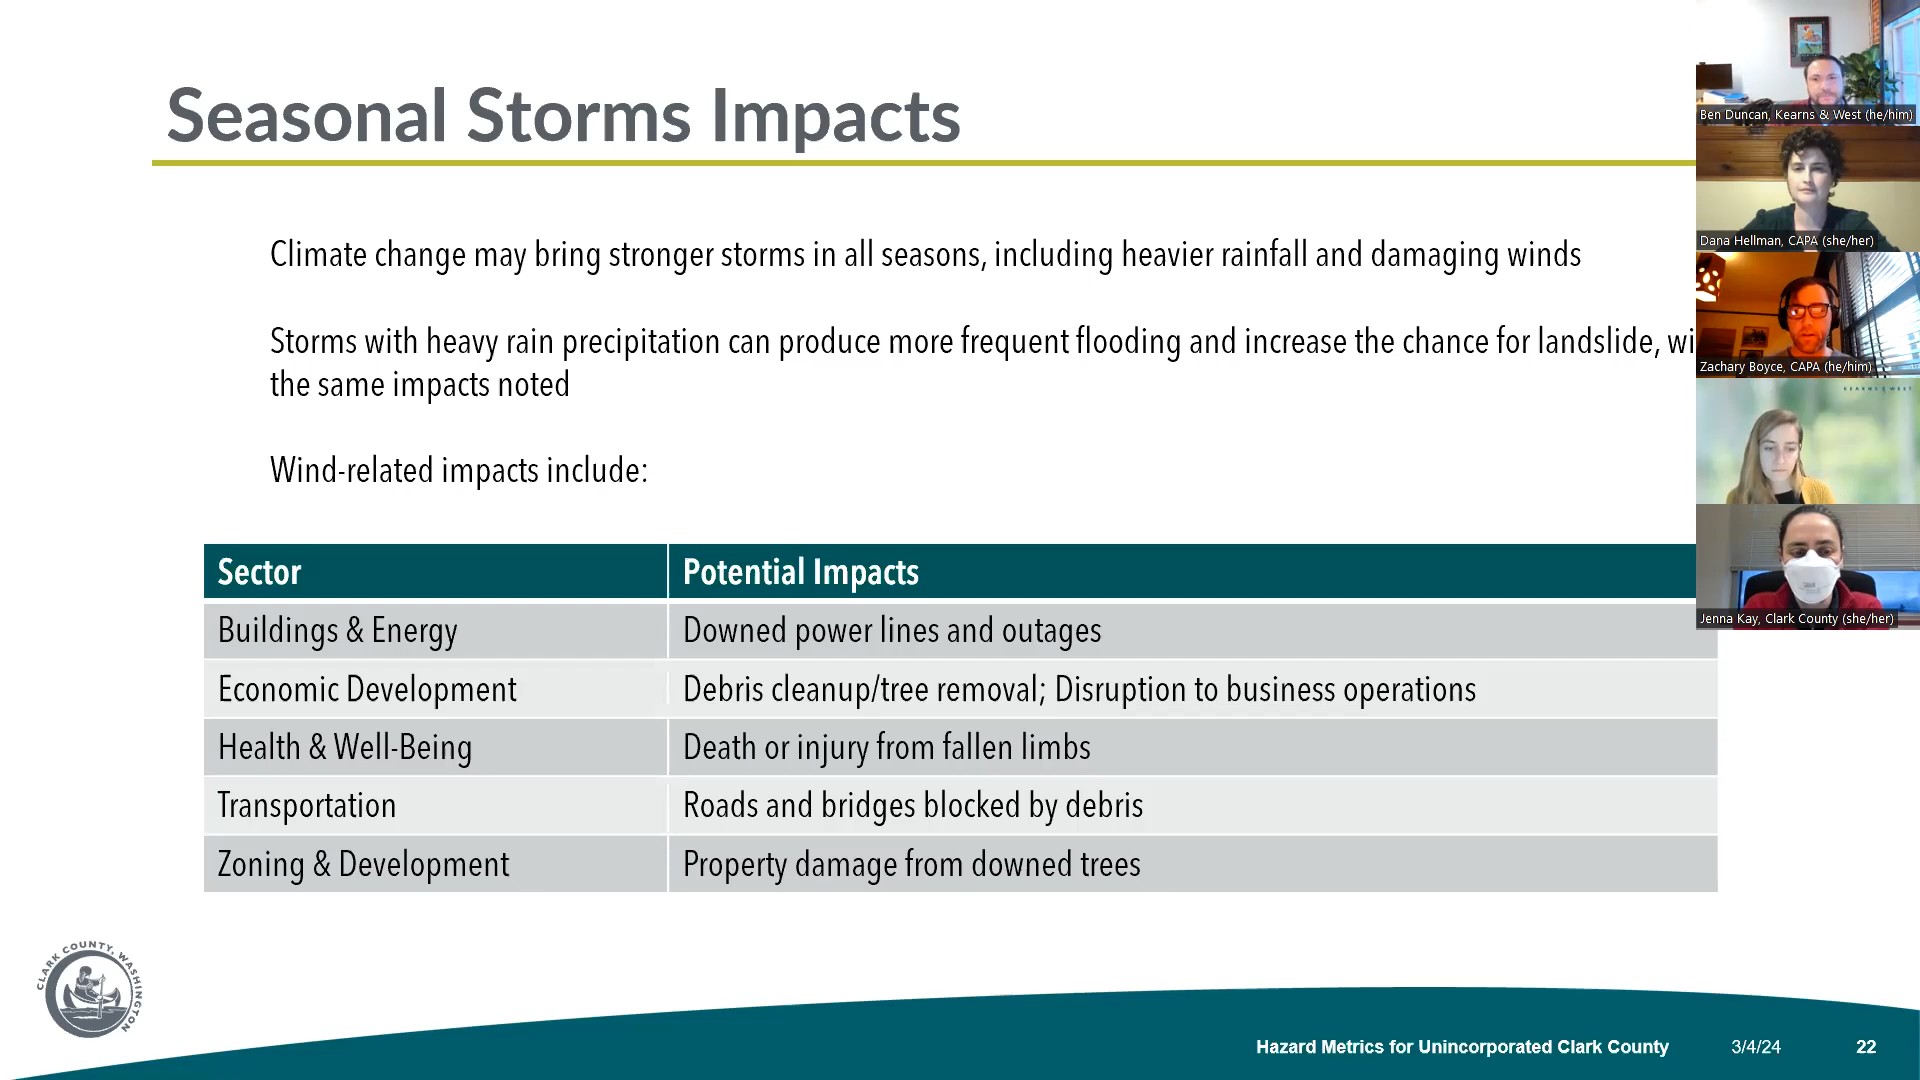 Seasonal Storms Impacts
Climate change may bring stronger storms in all seasons, including heavier rainfall and damaging winds
Storms with heavy rain precipitation can produce more frequent flooding and increase the chance for landslide, wi
the same impacts noted
Wind-related impacts include:
Sector Potential Impacts
Buildings & Energy Downed power lines and outages
Economic Development Debris cleanup/tree removal; Disruption to business operations
Health & Well-Being Death or injury from fallen limbs
Transportation Roads and bridges blocked by debris
Zoning & Development Property damage from downed trees
CLARK COUNTY, WASHINGTON
Hazard Metrics for Unincorporated Clark County 3/4/24 22
Ben Duncan, Kearns & West (he/him)
Dana Hellman, CAPA (she/her)
Zachary Boyce, CAPA (he/him)
KEARNS & WEST
Jenna Kay, Clark County (she/her)